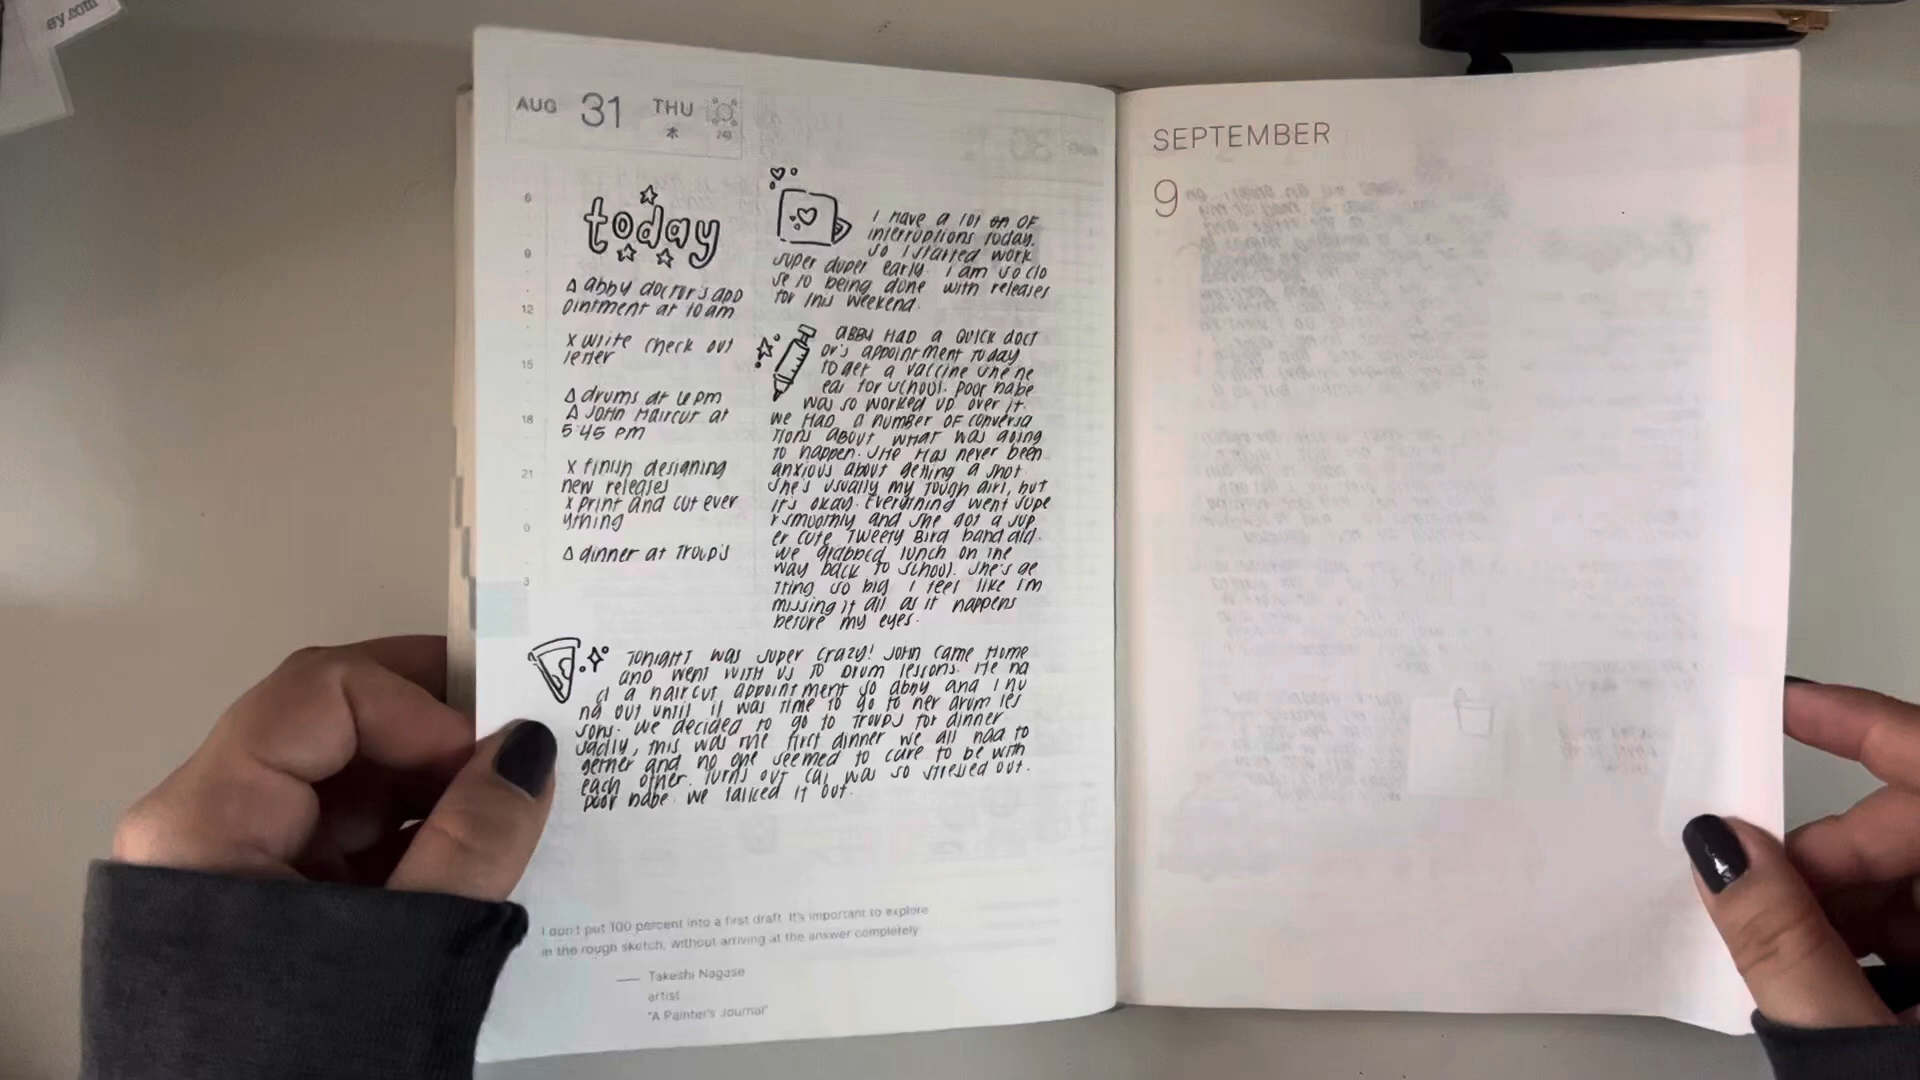 ay.com
AUG 31 THU
木
243
6
9
12
15
18
21
0
3
today
△ abby doctor's app
ointment at 10 am
x write check out
letter
△ drums at 6 pm
△ John Haircut at
5:45 pm
x finish designing
new releases
x print and cut ever
ything
△ dinner at Troup's
I Have a lot on OF
interruptions today.
so I started work
super duper early. I am so clo
se to being done with releases
for this weekend.
abby Had a quick doct
or's appointment today
to get a vaccine she ne
eds for school. poor babe
was so worked up over it.
we Had a number of conversa
tions about what was going
to happen. she Has never been
anxious about getting a shot.
she's usually my tough girl, but
it's okay. Everything went supe
r smoothly and she got a sup
er cute Tweety Bird bandaid.
we grabbed lunch on the
way back to school. she's ge
tting so big. I feel like I'm
missing it all as it happens
before my eyes.
Tonight was super crazy! John came Home
and went with us to Drum lessons. He ha
d a haircut appointment so abby and I hu
ng out until it was time to go to her drum les
sons. we decided to go to Troup's for dinner
sadly, this was the first dinner we all had to
gether and no one seemed to care to be with
each other. Turns out cal was so stressed out.
poor babe. we talked it out.
I don't put 100 percent into a first draft. It's important to explore
in the rough sketch, without arriving at the answer completely.
— Takeshi Nagase
artist
"A Painter's Journal"
SEPTEMBER
9